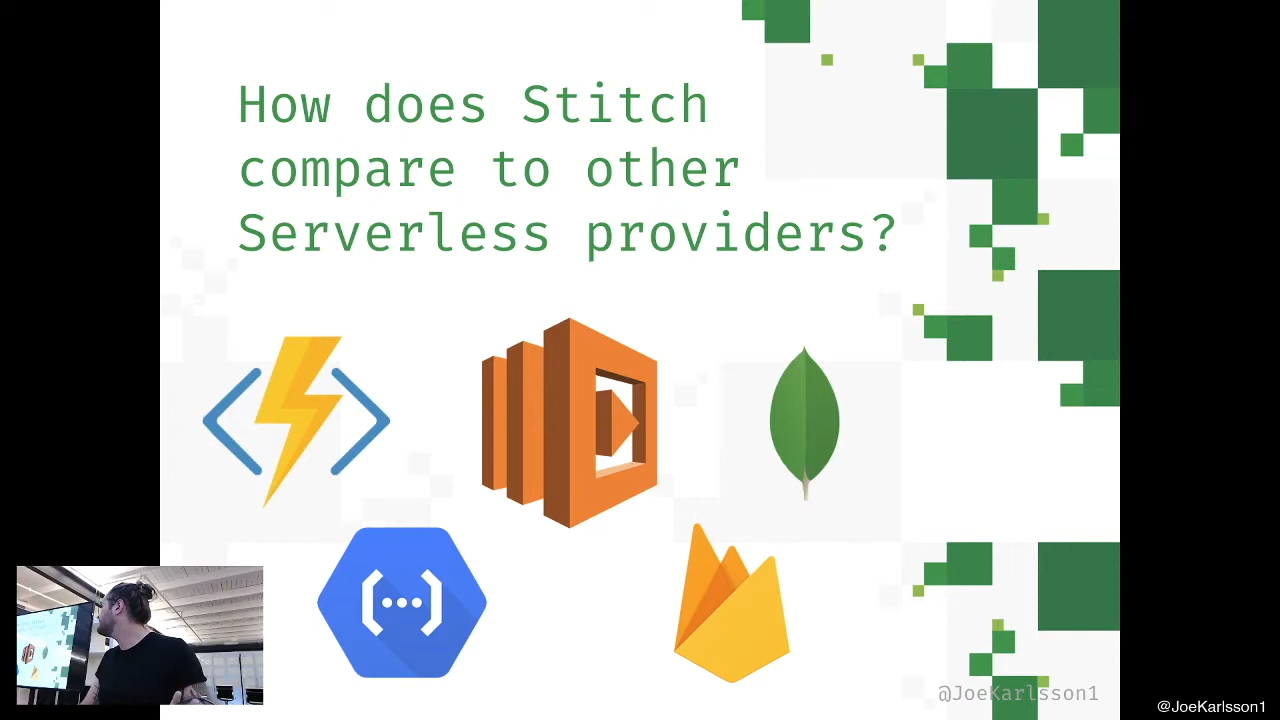 How does Stitch
compare to other
Serverless providers?
@JoeKarlsson1
@JoeKarlsson1